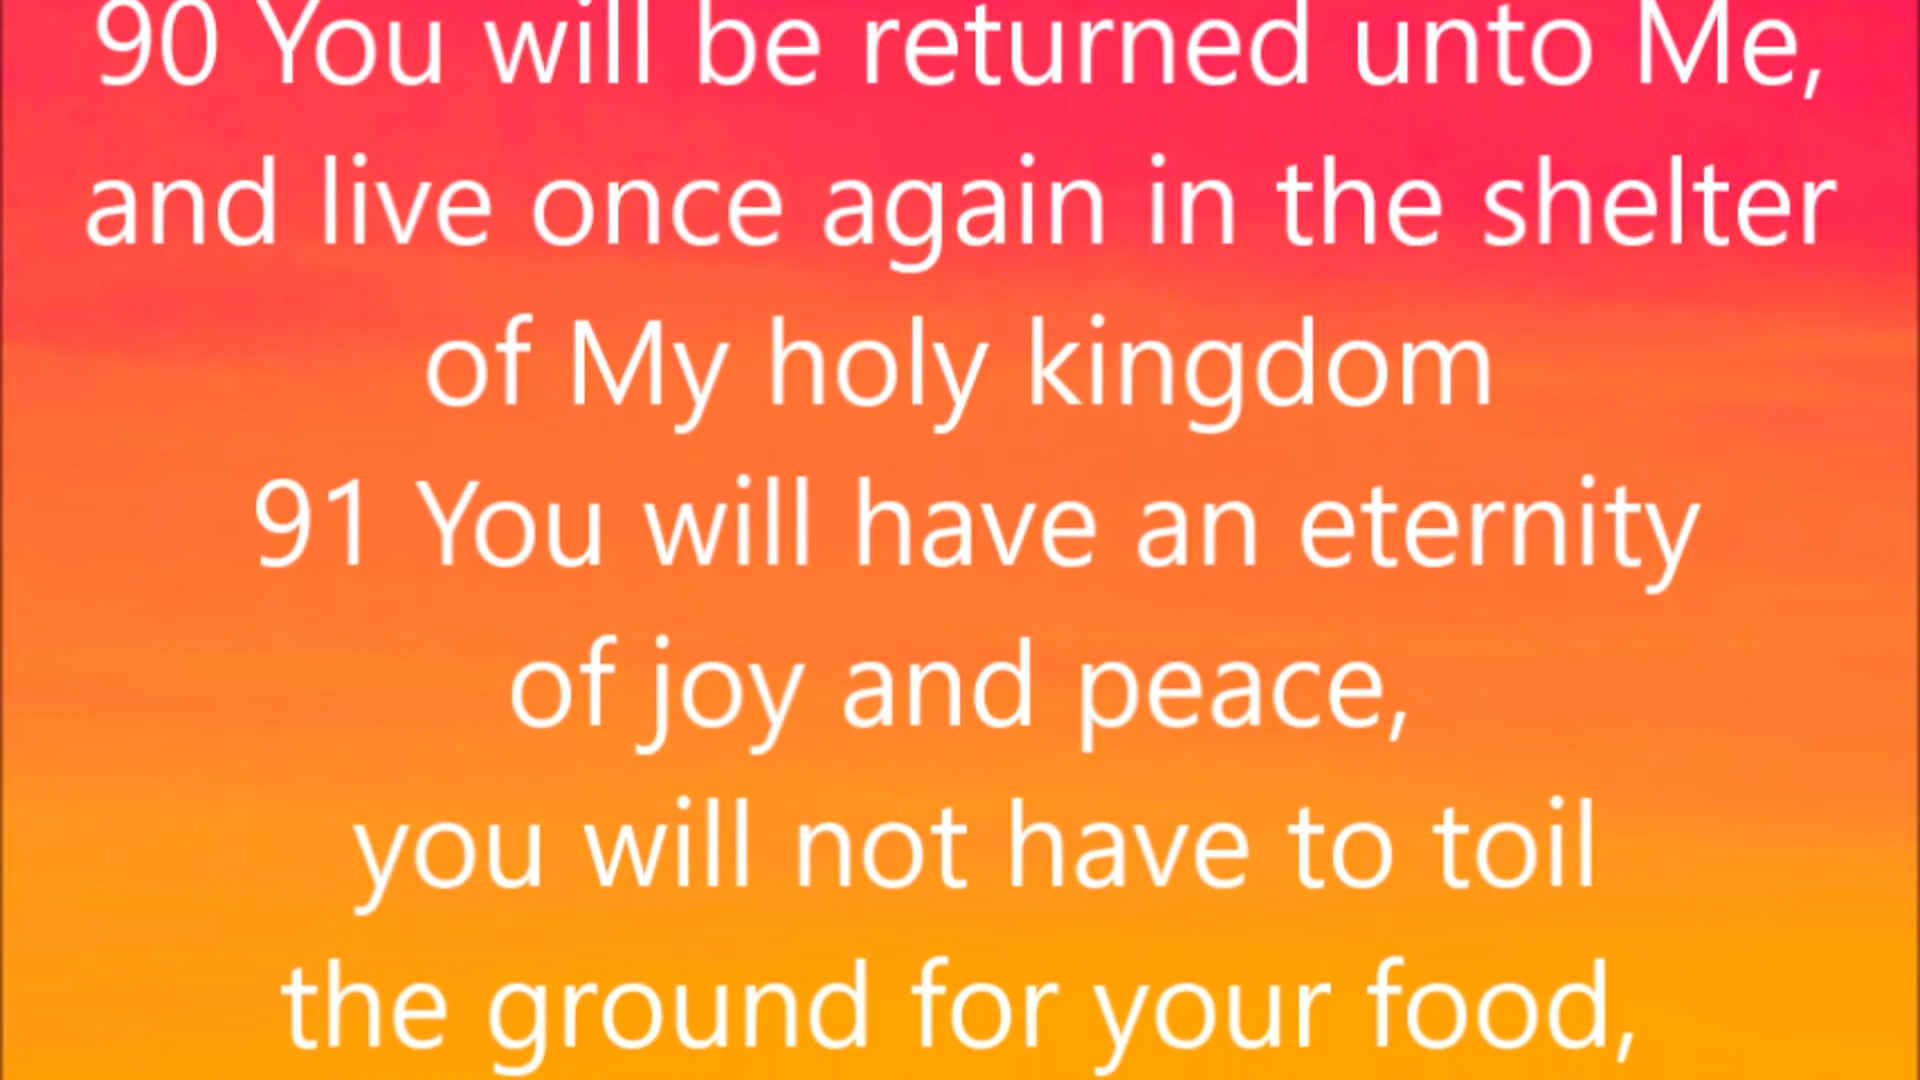 90 You will be returned unto Me,
and live once again in the shelter
of My holy kingdom
91 You will have an eternity
of joy and peace,
you will not have to toil
the ground for your food,